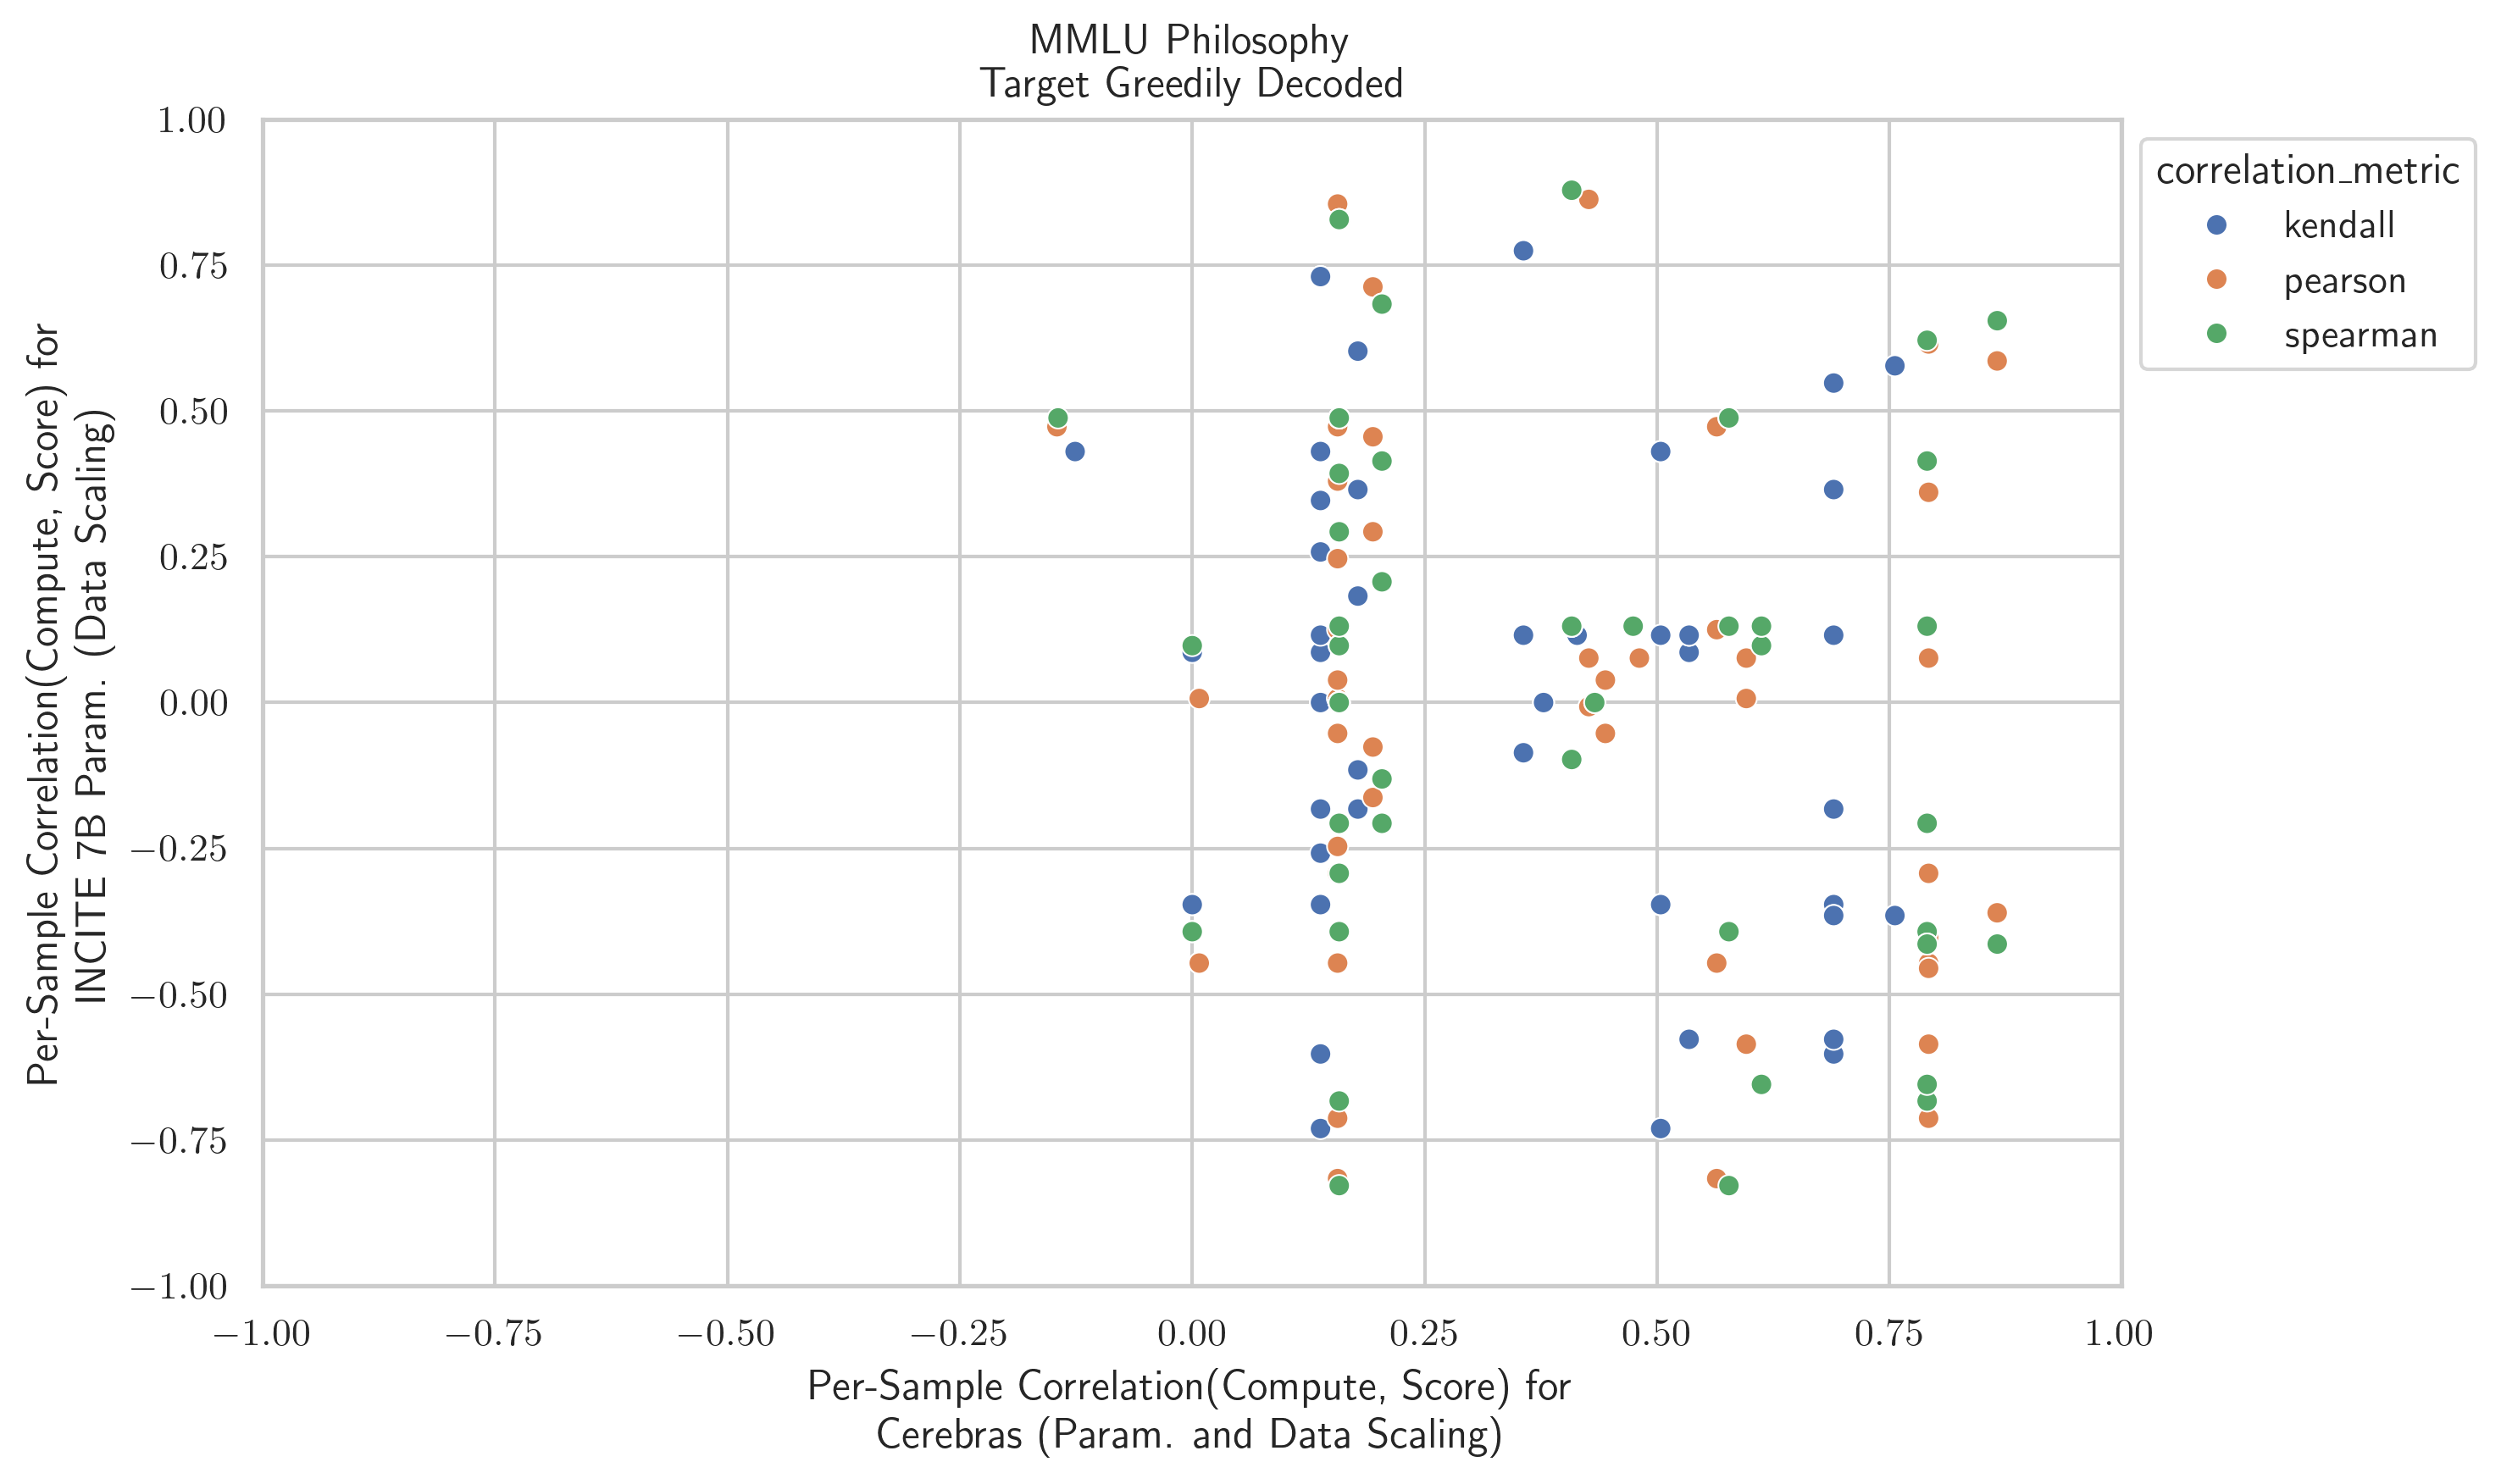 MMLU Philosophy
Target Greedily Decoded
1.00
0.75
0.50
0.25
0.00
−0.25
−0.50
−0.75
−1.00
Per-Sample Correlation(Compute, Score) for
INCITE 7B Param. (Data Scaling)
−1.00 −0.75 −0.50 −0.25 0.00 0.25 0.50 0.75 1.00
Per-Sample Correlation(Compute, Score) for
Cerebras (Param. and Data Scaling)
correlation_metric
kendall
pearson
spearman